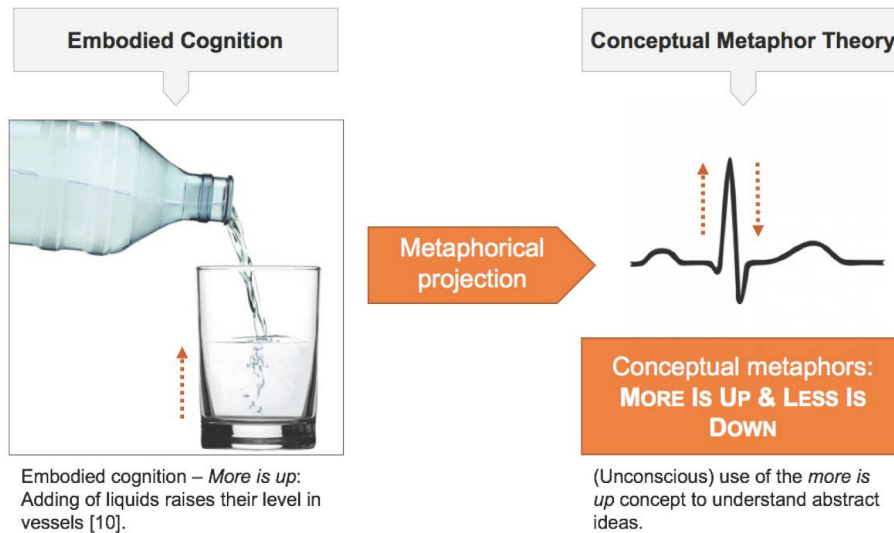 Embodied Cognition
Conceptual Metaphor Theory
Metaphorical
projection
Conceptual metaphors:
MORE IS UP & LESS IS
DOWN
Embodied cognition – More is up:
Adding of liquids raises their level in
vessels [10].
(Unconscious) use of the more is
up concept to understand abstract
ideas.